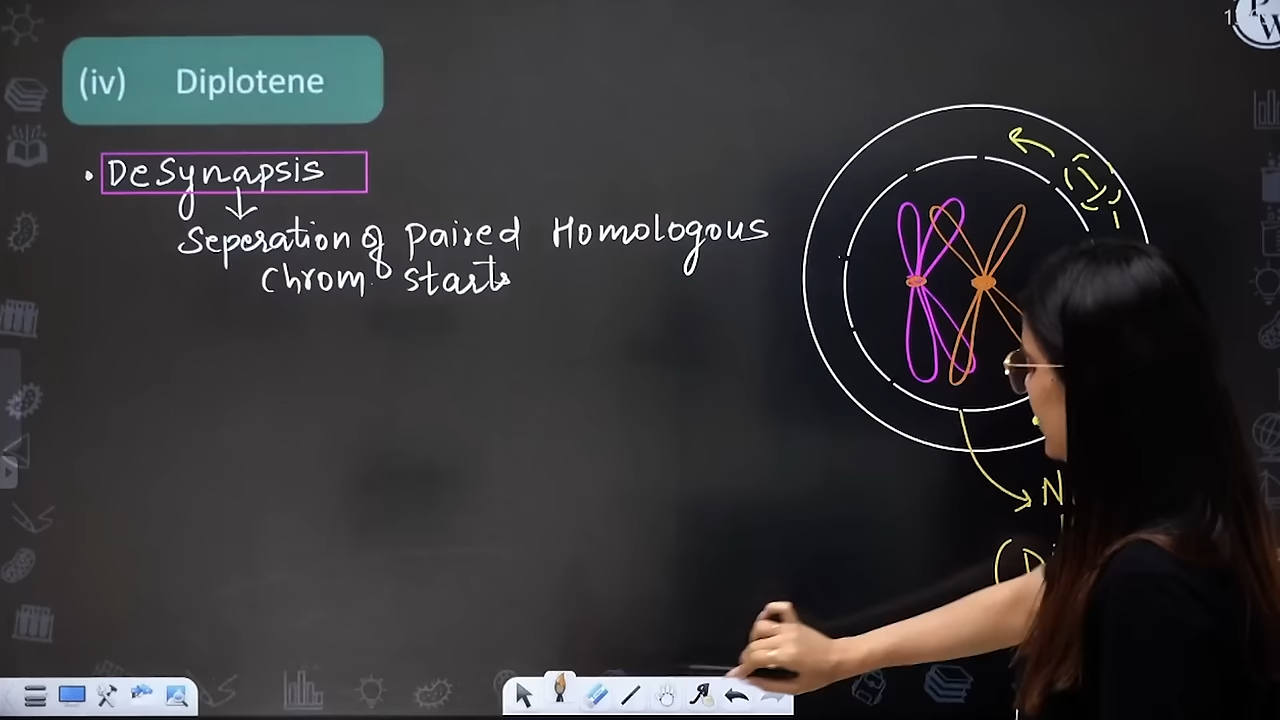 (iv) Diplotene
• DeSynapsis
Seperation of paired Homologous
Chrom. starts
N
(D